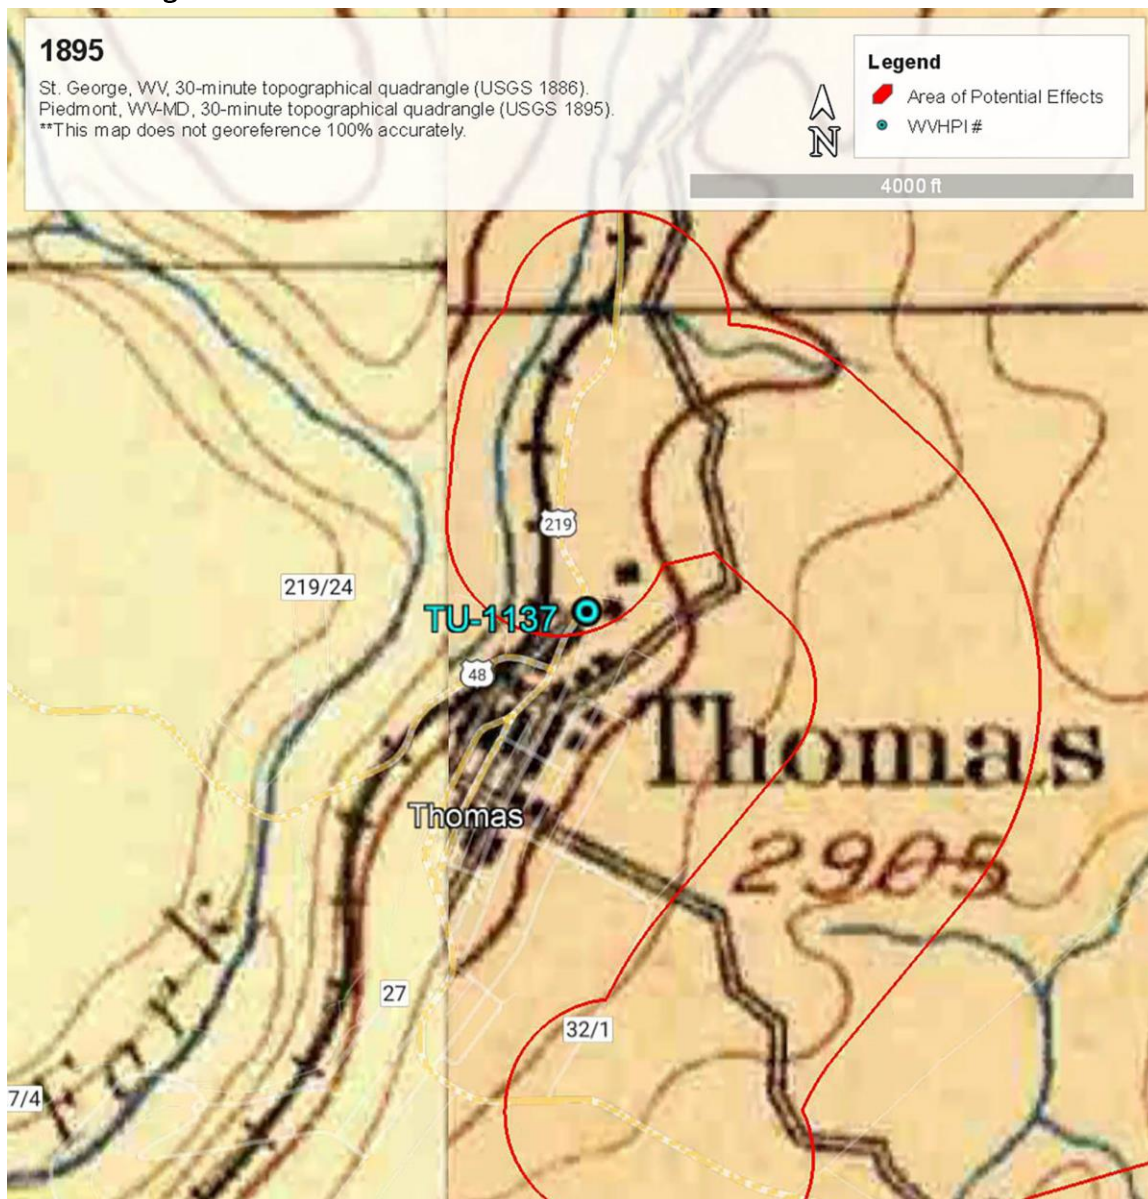 1895
St. George, WV, 30-minute topographical quadrangle (USGS 1886).
Piedmont, WV-MD, 30-minute topographical quadrangle (USGS 1895).
**This map does not georeference 100% accurately.
N
Legend
Area of Potential Effects
WVHPI #
4000 ft
219
219/24
TU-1137
48
Thomas
Thomas
2905
Fork
27
32/1
7/4